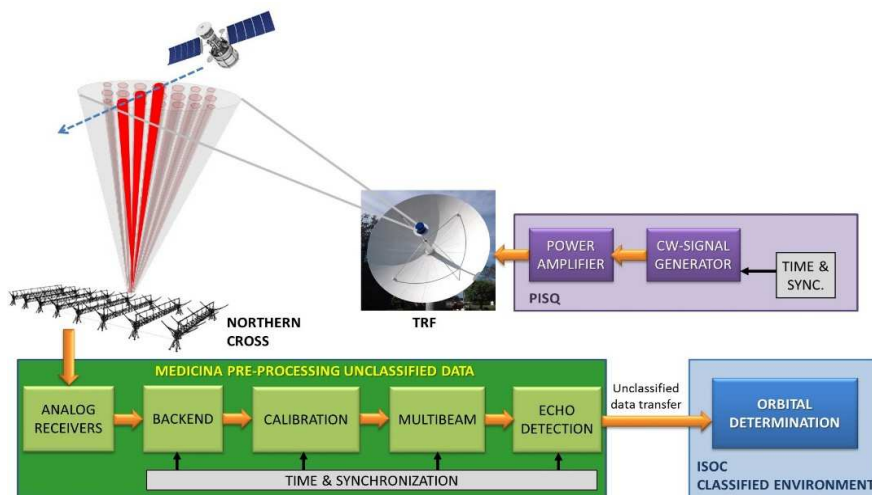 POWER
AMPLIFIER
CW-SIGNAL
GENERATOR
TIME &
SYNC.
PISQ
TRF
NORTHERN
CROSS
MEDICINA PRE-PROCESSING UNCLASSIFIED DATA
ANALOG
RECEIVERS
BACKEND
CALIBRATION
MULTIBEAM
ECHO
DETECTION
TIME & SYNCHRONIZATION
Unclassified
data transfer
ORBITAL
DETERMINATION
ISOC
CLASSIFIED ENVIRONMENT